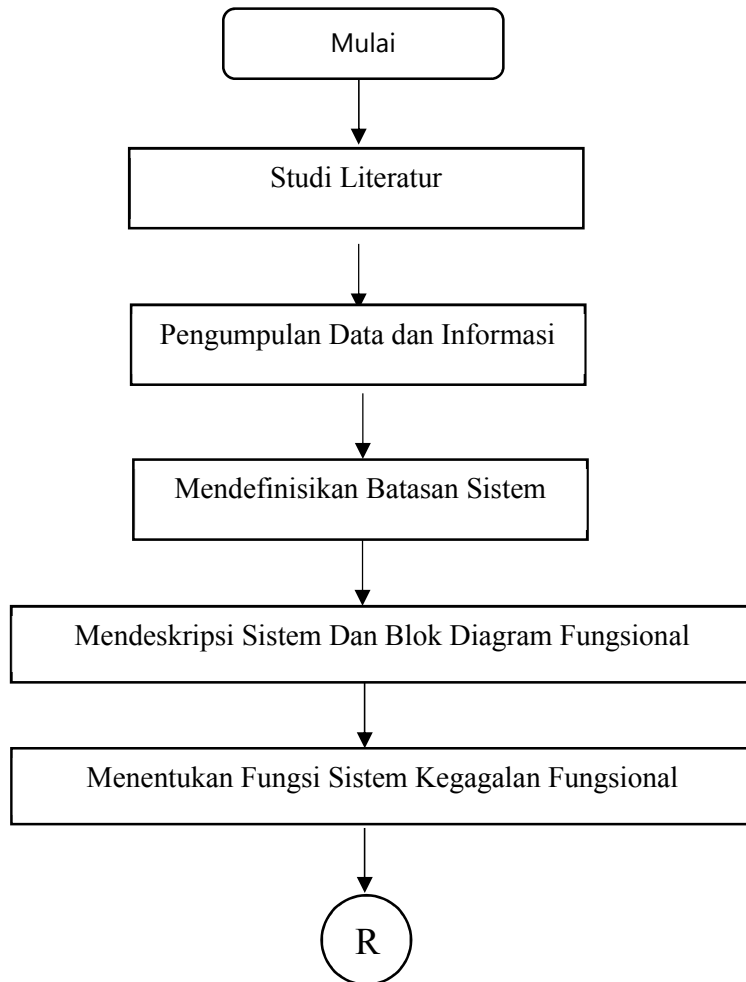 Mulai
Studi Literatur
Pengumpulan Data dan Informasi
Mendefinisikan Batasan Sistem
Mendeskripsi Sistem Dan Blok Diagram Fungsional
Menentukan Fungsi Sistem Kegagalan Fungsional
R